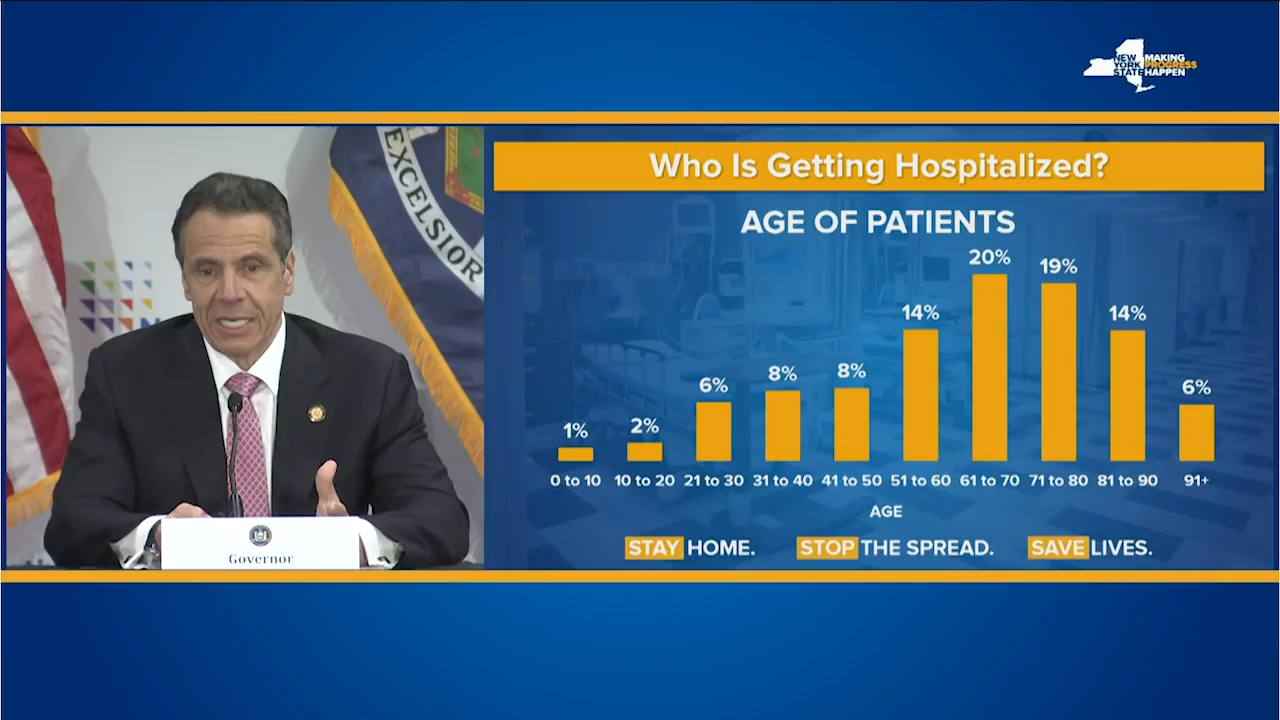 NEW
YORK
STATE
MAKING
PROGRESS
HAPPEN
EXCELSIOR
Governor
Who Is Getting Hospitalized?
AGE OF PATIENTS
1%
2%
6%
8%
8%
14%
20%
19%
14%
6%
0 to 10 10 to 20 21 to 30 31 to 40 41 to 50 51 to 60 61 to 70 71 to 80 81 to 90 91+
AGE
STAY HOME. STOP THE SPREAD. SAVE LIVES.